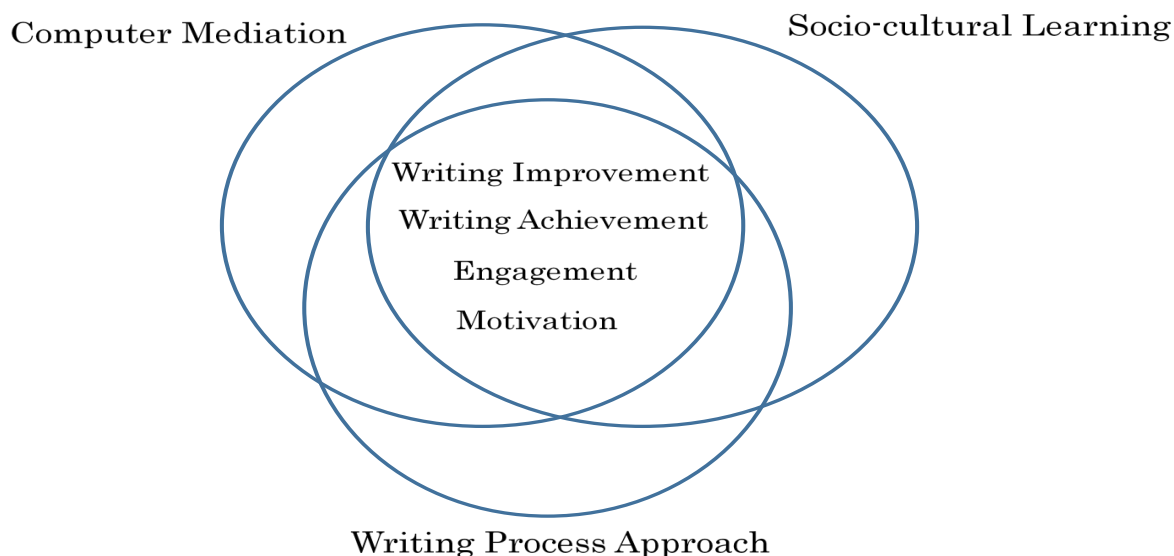 Computer Mediation
Socio-cultural Learning
Writing Improvement
Writing Achievement
Engagement
Motivation
Writing Process Approach